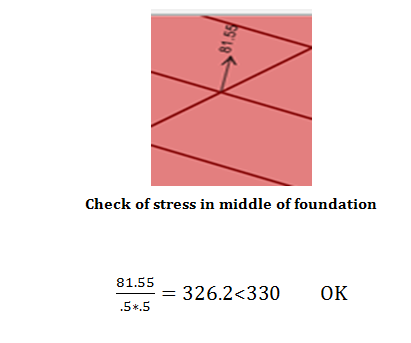 81.55
Check of stress in middle of foundation
81.55
.5*.5
= 326.2<330 OK